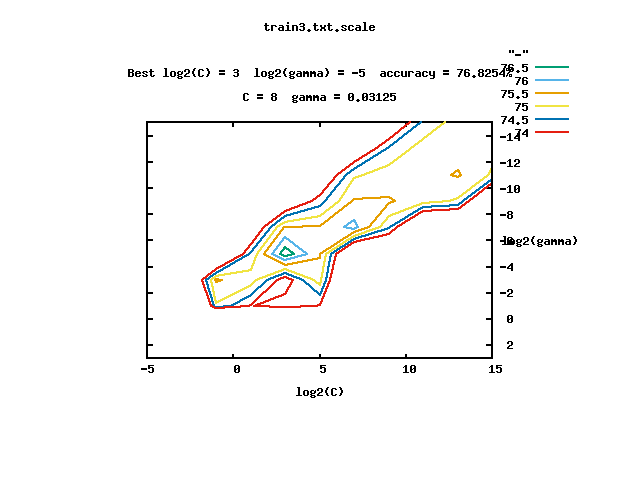 train3.txt.scale
"-"
Best log2(C) = 3 log2(gamma) = -5 accuracy = 76.8254%
76.5
76
75.5
C = 8 gamma = 0.03125
75
74.5
74
-14
-12
-10
-8
-6
log2(gamma)
-4
-2
0
2
-5 0 5 10 15
log2(C)